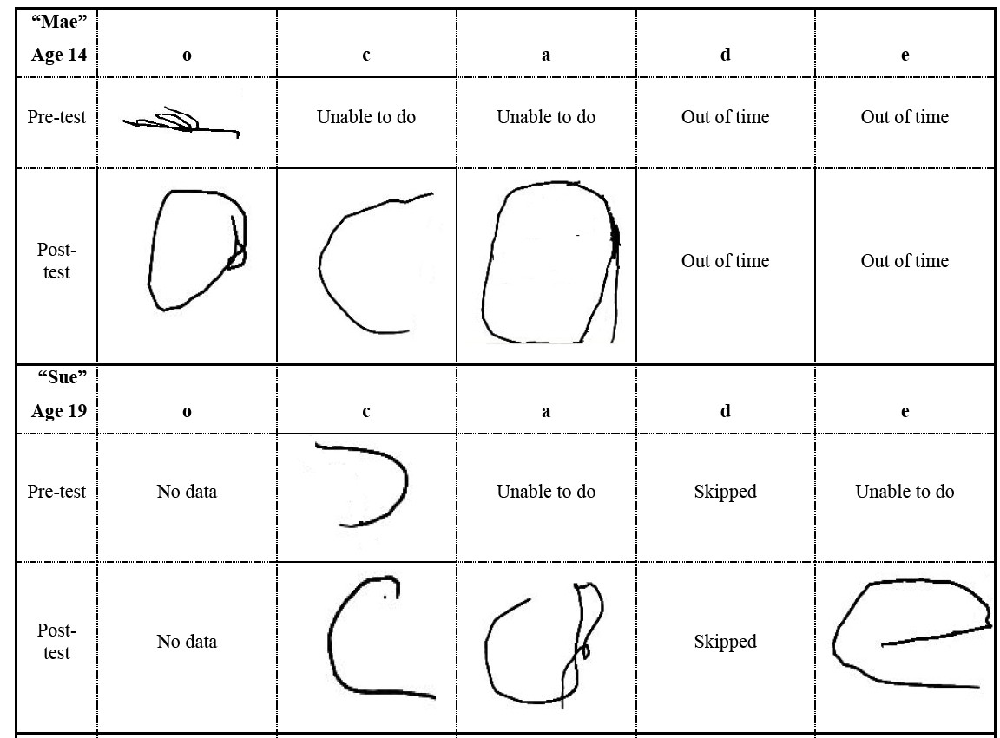 “Mae”
Age 14 o c a d e
Pre-test Unable to do Unable to do Out of time Out of time
Post-
test Out of time Out of time
“Sue”
Age 19 o c a d e
Pre-test No data Unable to do Skipped Unable to do
Post-
test No data Skipped